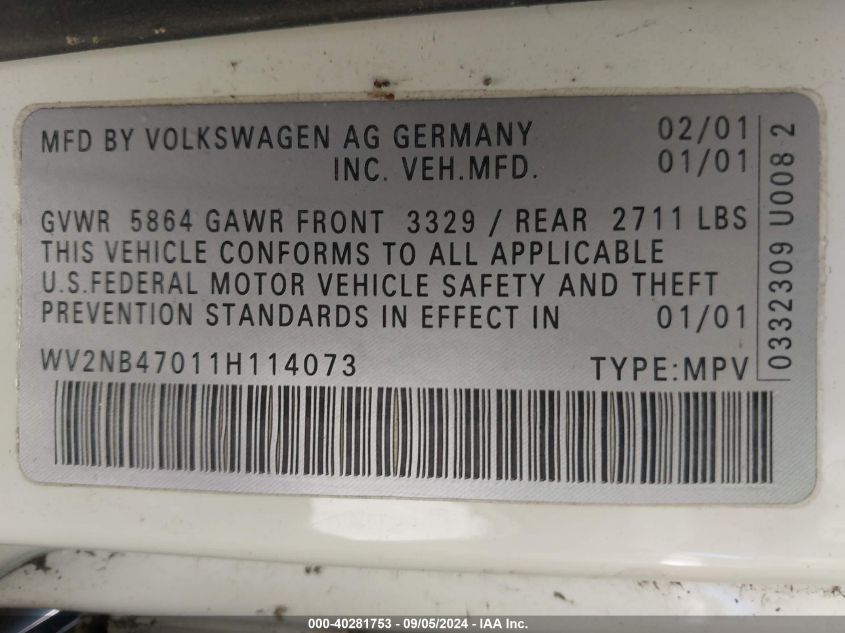 MFD BY VOLKSWAGEN AG GERMANY 02/01
INC. VEH.MFD. 01/01
GVWR 5864 GAWR FRONT 3329 / REAR 2711 LBS
THIS VEHICLE CONFORMS TO ALL APPLICABLE
U.S.FEDERAL MOTOR VEHICLE SAFETY AND THEFT
PREVENTION STANDARDS IN EFFECT IN 01/01
WV2NB47011H114073 TYPE:MPV
0332309 U008 2
000-40281753 - 09/05/2024 - IAA Inc.